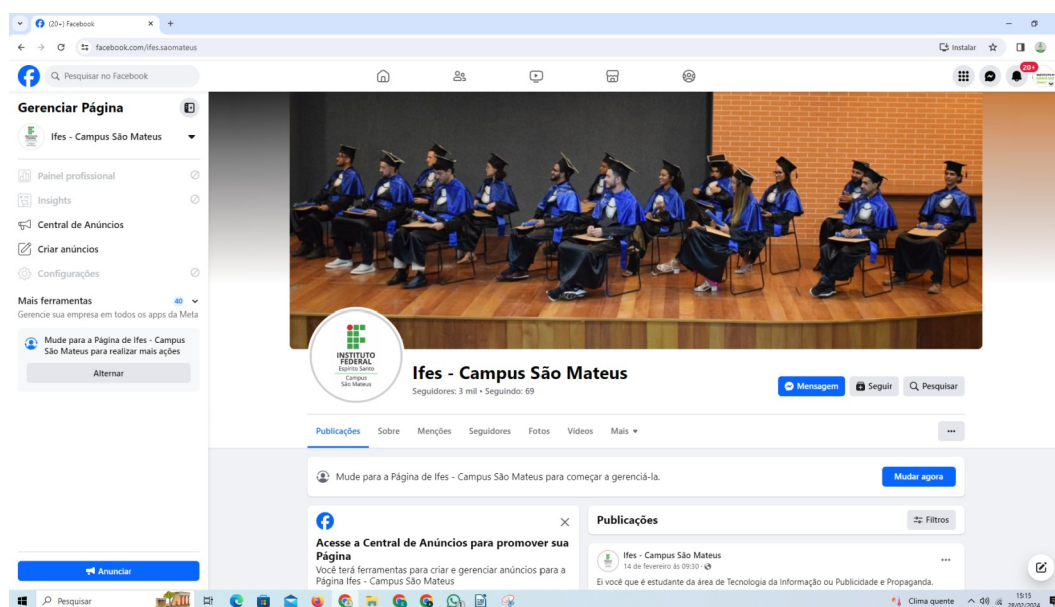 (20+) Facebook
facebook.com/ifes.saomateus
Instalar
Pesquisar no Facebook
20+
Gerenciar Página
Ifes - Campus São Mateus
Painel profissional
Insights
Central de Anúncios
Criar anúncios
Configurações
Mais ferramentas
40
Gerencie sua empresa em todos os apps da Meta
Mude para a Página de Ifes - Campus
São Mateus para realizar mais ações
Alternar
Anunciar
INSTITUTO
FEDERAL
Espírito Santo
Campus
São Mateus
Ifes - Campus São Mateus
Seguidores: 3 mil • Seguindo: 69
Mensagem
Seguir
Pesquisar
Publicações Sobre Menções Seguidores Fotos Vídeos Mais
Mude para a Página de Ifes - Campus São Mateus para começar a gerenciá-la.
Mudar agora
Acesse a Central de Anúncios para promover sua
Página
Você terá ferramentas para criar e gerenciar anúncios para a
Página Ifes - Campus São Mateus
Publicações
Filtros
Ifes - Campus São Mateus
14 de fevereiro às 09:30
Ei você que é estudante da área de Tecnologia da Informação ou Publicidade e Propaganda.
Pesquisar
Clima quente
15:15
28/02/2024